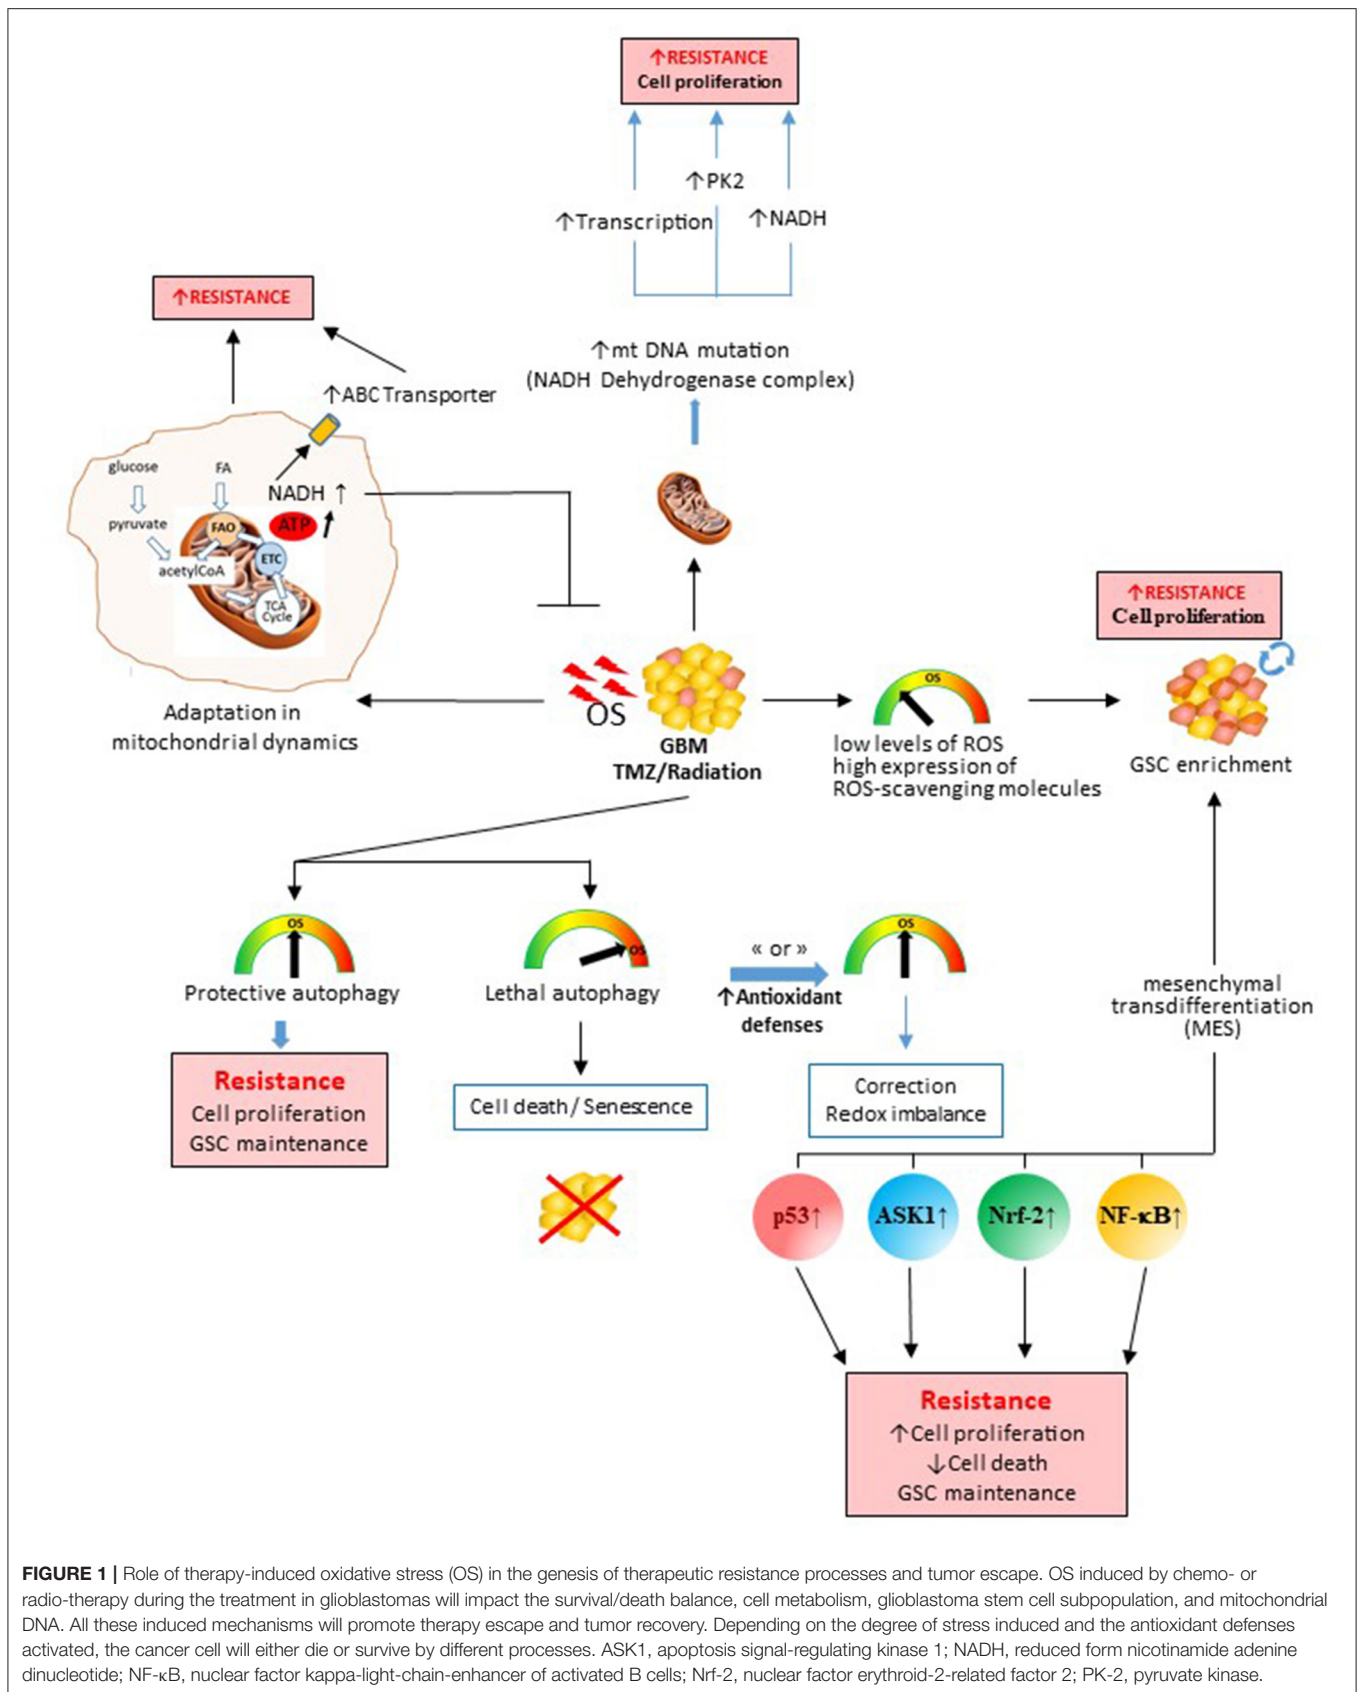 ↑RESISTANCE
Cell proliferation
↑PK2
↑Transcription
↑NADH
↑RESISTANCE
↑mt DNA mutation
(NADH Dehydrogenase complex)
↑ABC Transporter
glucose
FA
NADH ↑
pyruvate
FAO
ATP
ETC
acetylCoA
TCA
Cycle
↑RESISTANCE
Cell proliferation
OS
OS
Adaptation in
mitochondrial dynamics
GBM
TMZ/Radiation
low levels of ROS
high expression of
ROS-scavenging molecules
GSC enrichment
OS
OS
OS
Protective autophagy
Lethal autophagy
« or »
↑Antioxidant
defenses
mesenchymal
transdifferentiation
(MES)
Resistance
Cell proliferation
GSC maintenance
Cell death/ Senescence
Correction
Redox imbalance
p53↑
ASK1↑
Nrf-2↑
NF-κB↑
Resistance
↑Cell proliferation
↓Cell death
GSC maintenance
FIGURE 1 | Role of therapy-induced oxidative stress (OS) in the genesis of therapeutic resistance processes and tumor escape. OS induced by chemo- or
radio-therapy during the treatment in glioblastomas will impact the survival/death balance, cell metabolism, glioblastoma stem cell subpopulation, and mitochondrial
DNA. All these induced mechanisms will promote therapy escape and tumor recovery. Depending on the degree of stress induced and the antioxidant defenses
activated, the cancer cell will either die or survive by different processes. ASK1, apoptosis signal-regulating kinase 1; NADH, reduced form nicotinamide adenine
dinucleotide; NF-κB, nuclear factor kappa-light-chain-enhancer of activated B cells; Nrf-2, nuclear factor erythroid-2-related factor 2; PK-2, pyruvate kinase.